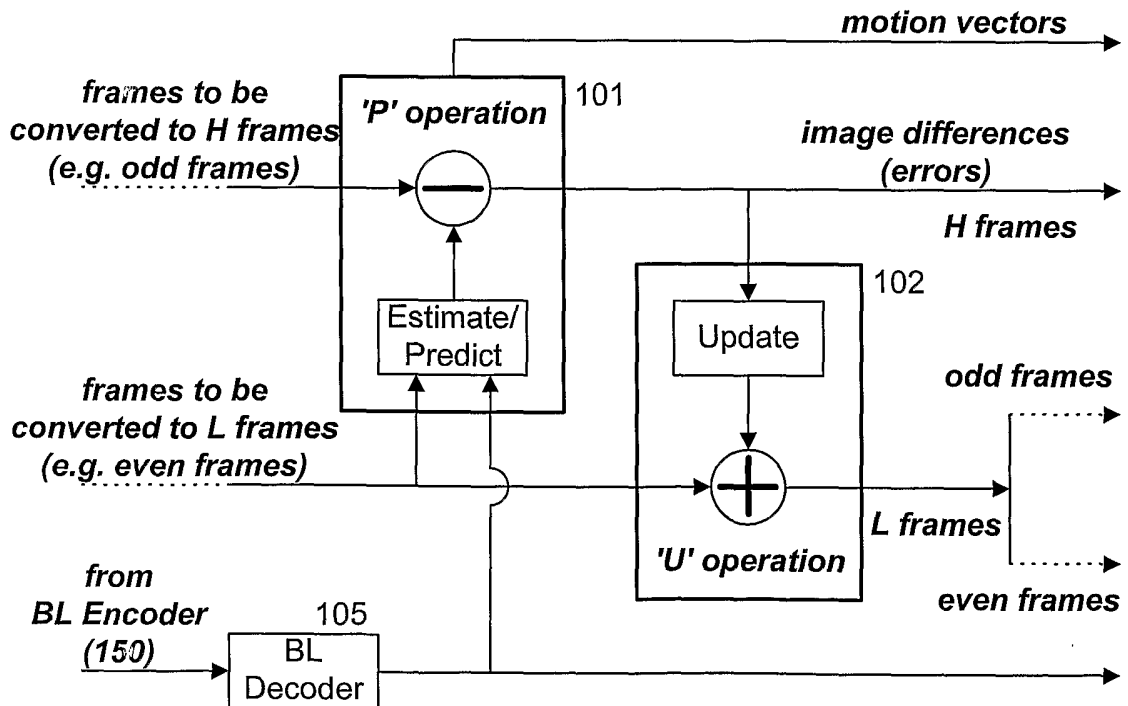 motion vectors
frames to be
converted to H frames
(e.g. odd frames)
'P' operation
101
image differences
(errors)
H frames
Estimate/
Predict
102
Update
frames to be
converted to L frames
(e.g. even frames)
odd frames
L frames
'U' operation
even frames
from
BL Encoder
(150)
105
BL
Decoder